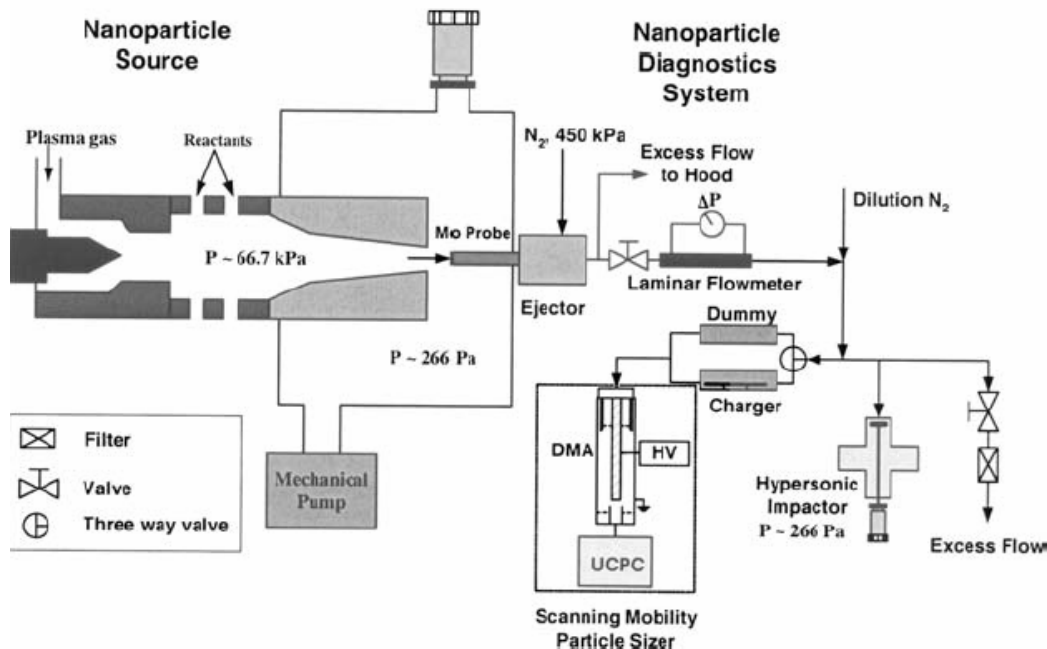 Nanoparticle
Source
Nanoparticle
Diagnostics
System
Plasma gas
Reactants
N₂, 450 kPa
Excess Flow
to Hood
ΔP
Dilution N₂
Mo Probe
P ~ 66.7 kPa
Laminar Flowmeter
Ejector
Dummy
P ~ 266 Pa
Charger
Filter
Valve
Three way valve
Mechanical
Pump
DMA
HV
UCPC
Hypersonic
Impactor
P ~ 266 Pa
Excess Flow
Scanning Mobility
Particle Sizer